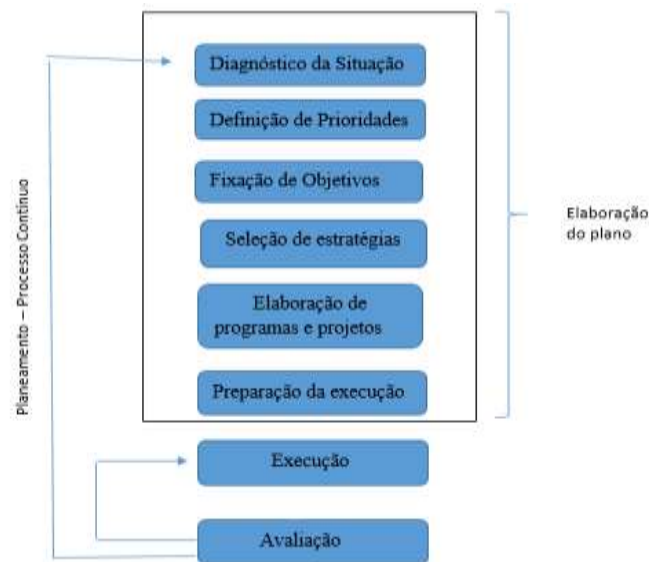 Diagnóstico da Situação
Definição de Prioridades
Fixação de Objetivos
Seleção de estratégias
Elaboração de
programas e projetos
Preparação da execução
Execução
Avaliação
Planeamento – Processo Contínuo
Elaboração
do plano